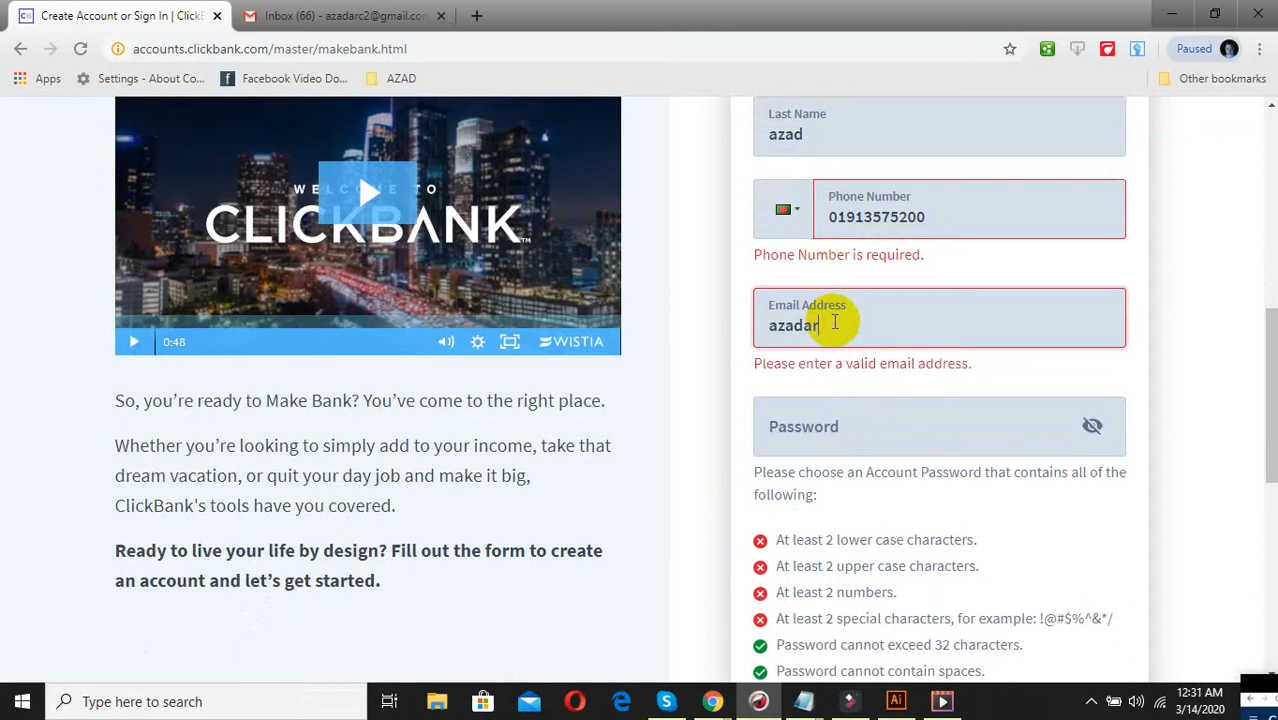 Create Account or Sign In | ClickB
Inbox (66) - azadarc2@gmail.com
accounts.clickbank.com/master/makebank.html
Paused
Apps
Settings - About Co...
Facebook Video Do...
AZAD
Other bookmarks
WELCOME TO
CLICKBANK
0:48
WISTIA
So, you're ready to Make Bank? You've come to the right place.
Whether you're looking to simply add to your income, take that
dream vacation, or quit your day job and make it big,
ClickBank's tools have you covered.
Ready to live your life by design? Fill out the form to create
an account and let's get started.
Last Name
azad
Phone Number
01913575200
Phone Number is required.
Email Address
azadar
Please enter a valid email address.
Password
Please choose an Account Password that contains all of the
following:
At least 2 lower case characters.
At least 2 upper case characters.
At least 2 numbers.
At least 2 special characters, for example: !@#$%^&*/
Password cannot exceed 32 characters.
Password cannot contain spaces.
Type here to search
12:31 AM
3/14/2020